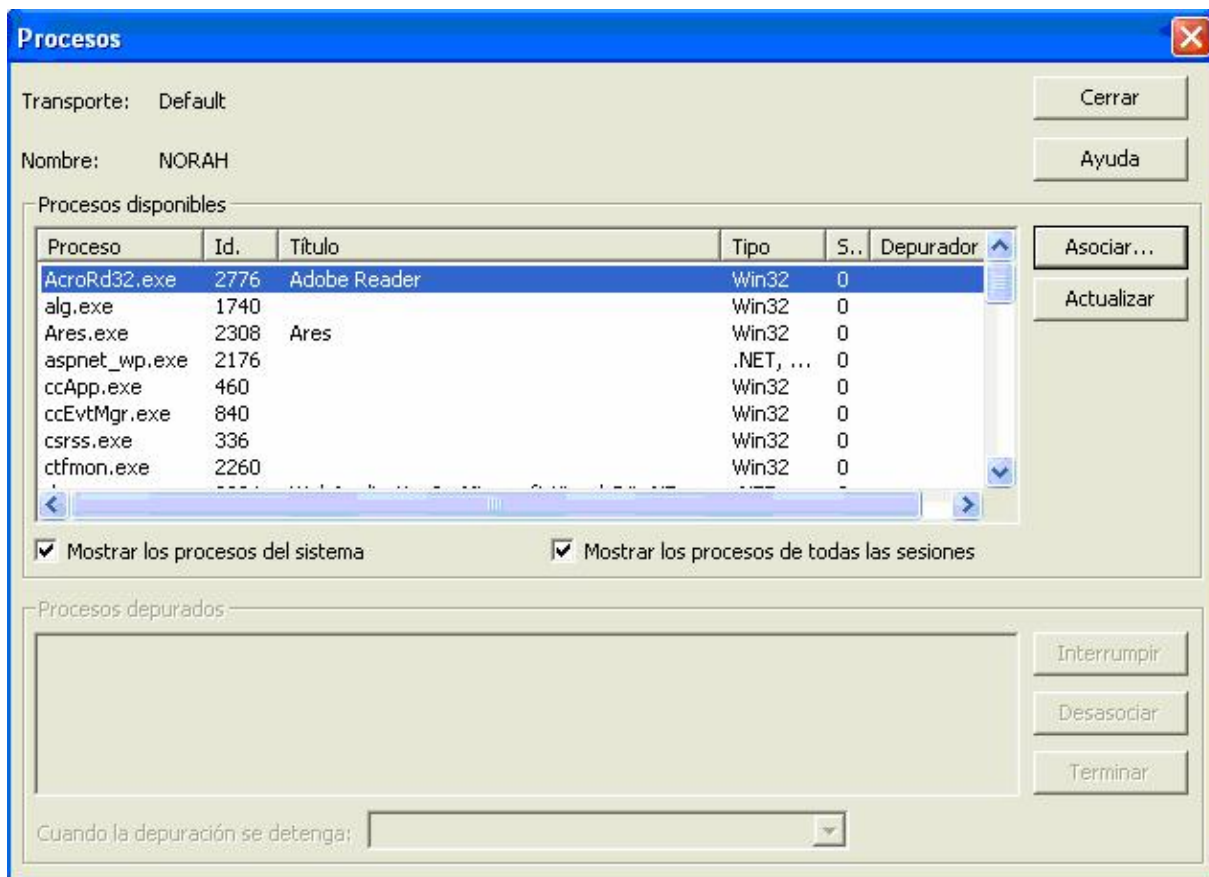 Procesos
Transporte: Default
Cerrar
Nombre: NORAH
Ayuda
Procesos disponibles
Proceso Id. Título Tipo S.. Depurador
Asociar...
AcroRd32.exe 2776 Adobe Reader Win32 0
Actualizar
alg.exe 1740 Win32 0
Ares.exe 2308 Ares Win32 0
aspnet_wp.exe 2176 .NET, ... 0
ccApp.exe 460 Win32 0
ccEvtMgr.exe 840 Win32 0
csrss.exe 336 Win32 0
ctfmon.exe 2260 Win32 0
Mostrar los procesos del sistema
Mostrar los procesos de todas las sesiones
Procesos depurados
Interrumpir
Desasociar
Terminar
Cuando la depuración se detenga: